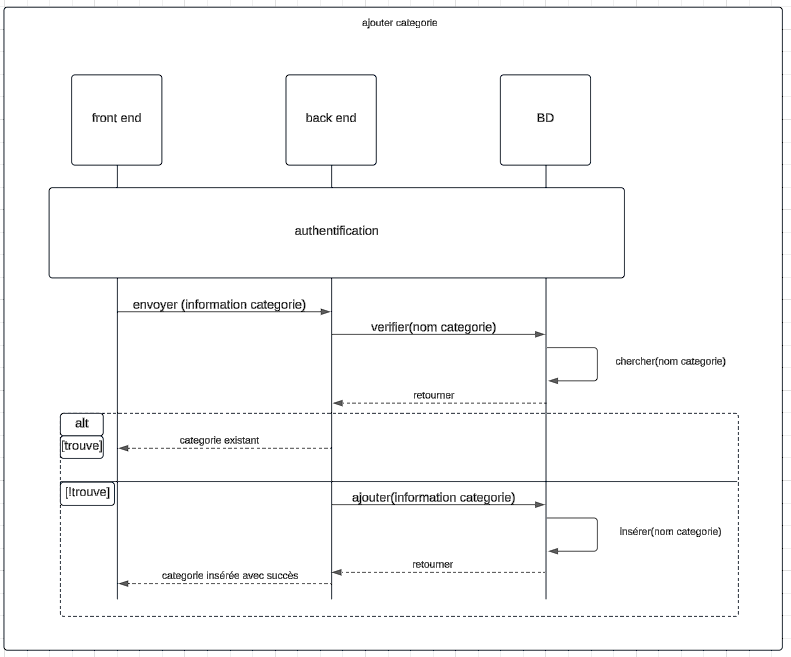 ajouter categorie
front end
back end
BD
authentification
envoyer (information categorie)
verifier(nom categorie)
chercher(nom categorie)
retourner
alt
[trouve]
categorie existant
[!trouve]
ajouter(information categorie)
insérer(nom categorie)
retourner
categorie insérée avec succès